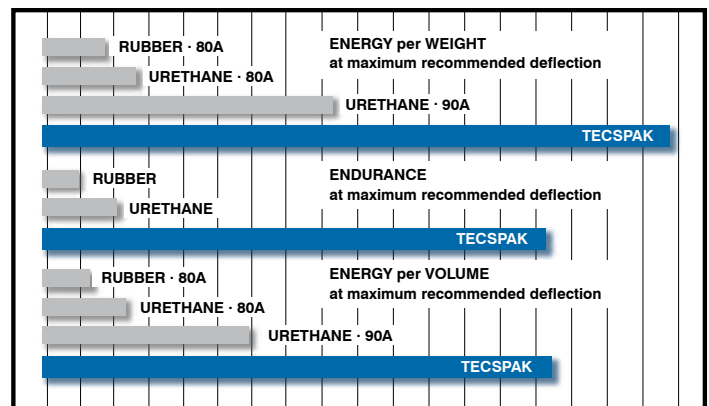 RUBBER · 80A
ENERGY per WEIGHT
at maximum recommended deflection
URETHANE · 80A
URETHANE · 90A
TECSPAK
RUBBER
ENDURANCE
at maximum recommended deflection
URETHANE
TECSPAK
RUBBER · 80A
ENERGY per VOLUME
at maximum recommended deflection
URETHANE · 80A
URETHANE · 90A
TECSPAK